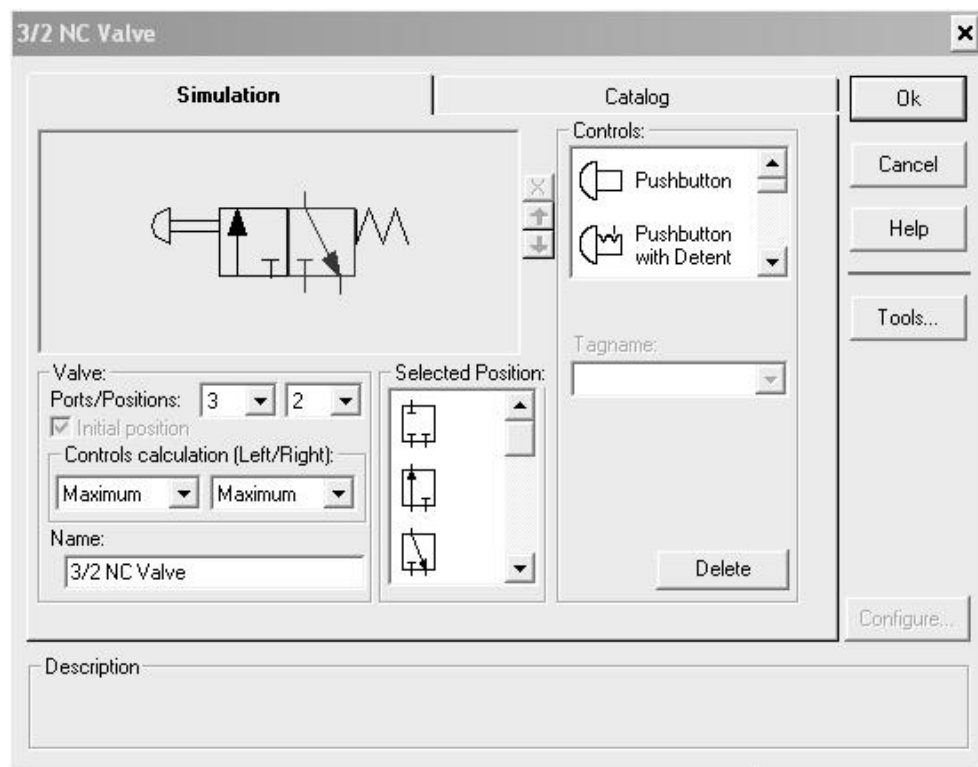 3/2 NC Valve
Simulation
Catalog
Ok
Cancel
Help
Tools...
Configure...
Controls:
Pushbutton
Pushbutton
with Detent
Tagname:
Delete
Valve:
Ports/Positions: 3 2
Initial position
Controls calculation (Left/Right):
Maximum Maximum
Name:
3/2 NC Valve
Selected Position:
Description